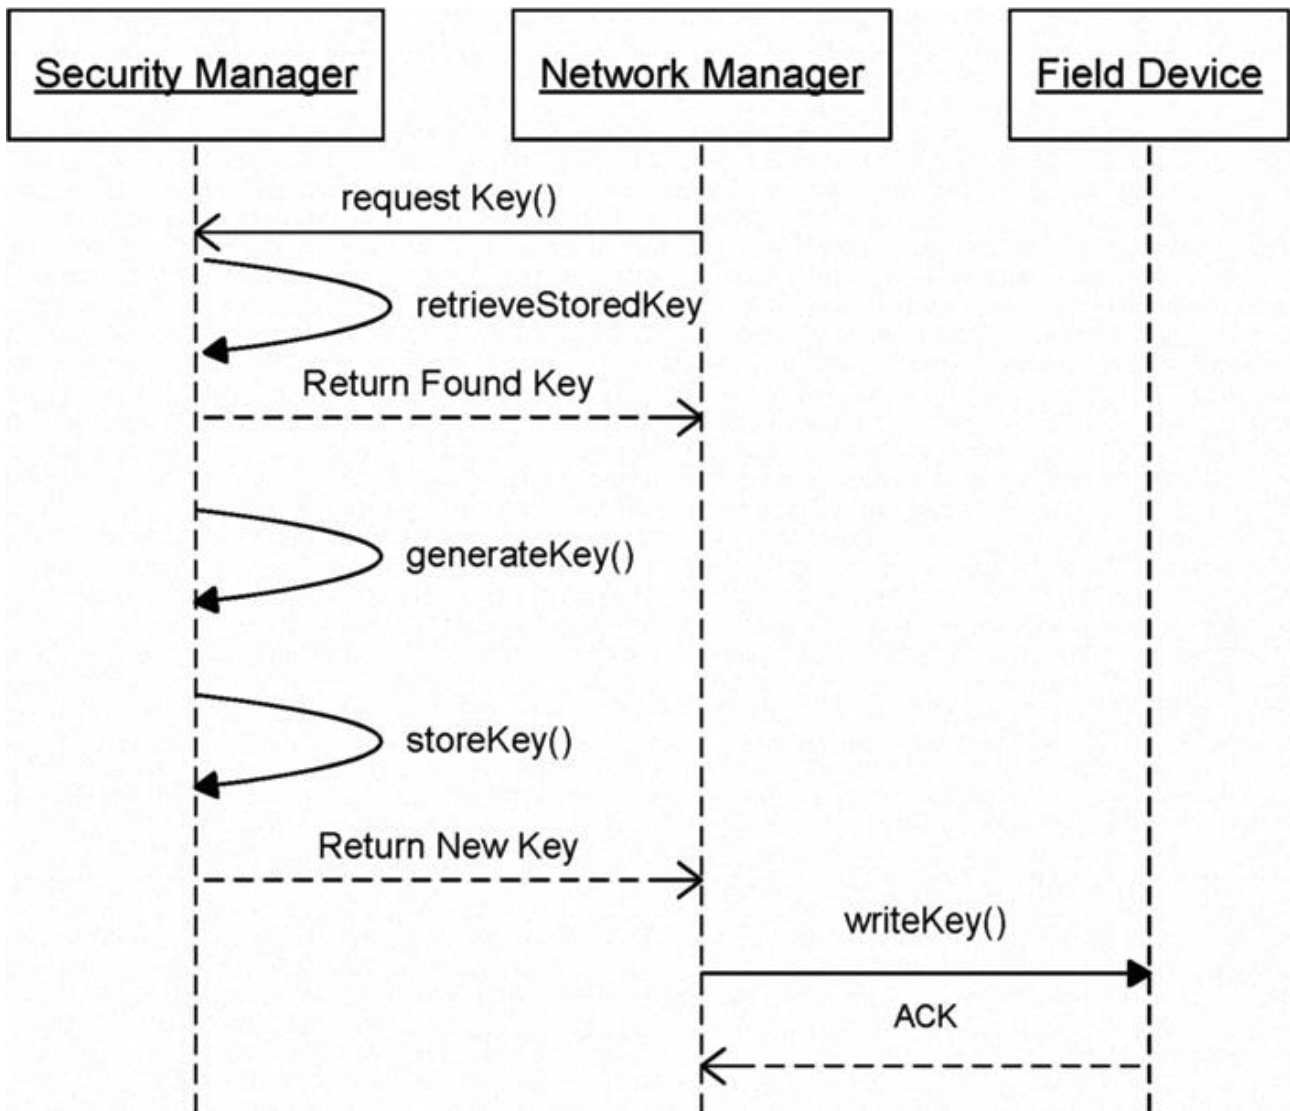 Security Manager
Network Manager
Field Device
request Key()
retrieveStoredKey
Return Found Key
generateKey()
storeKey()
Return New Key
writeKey()
ACK